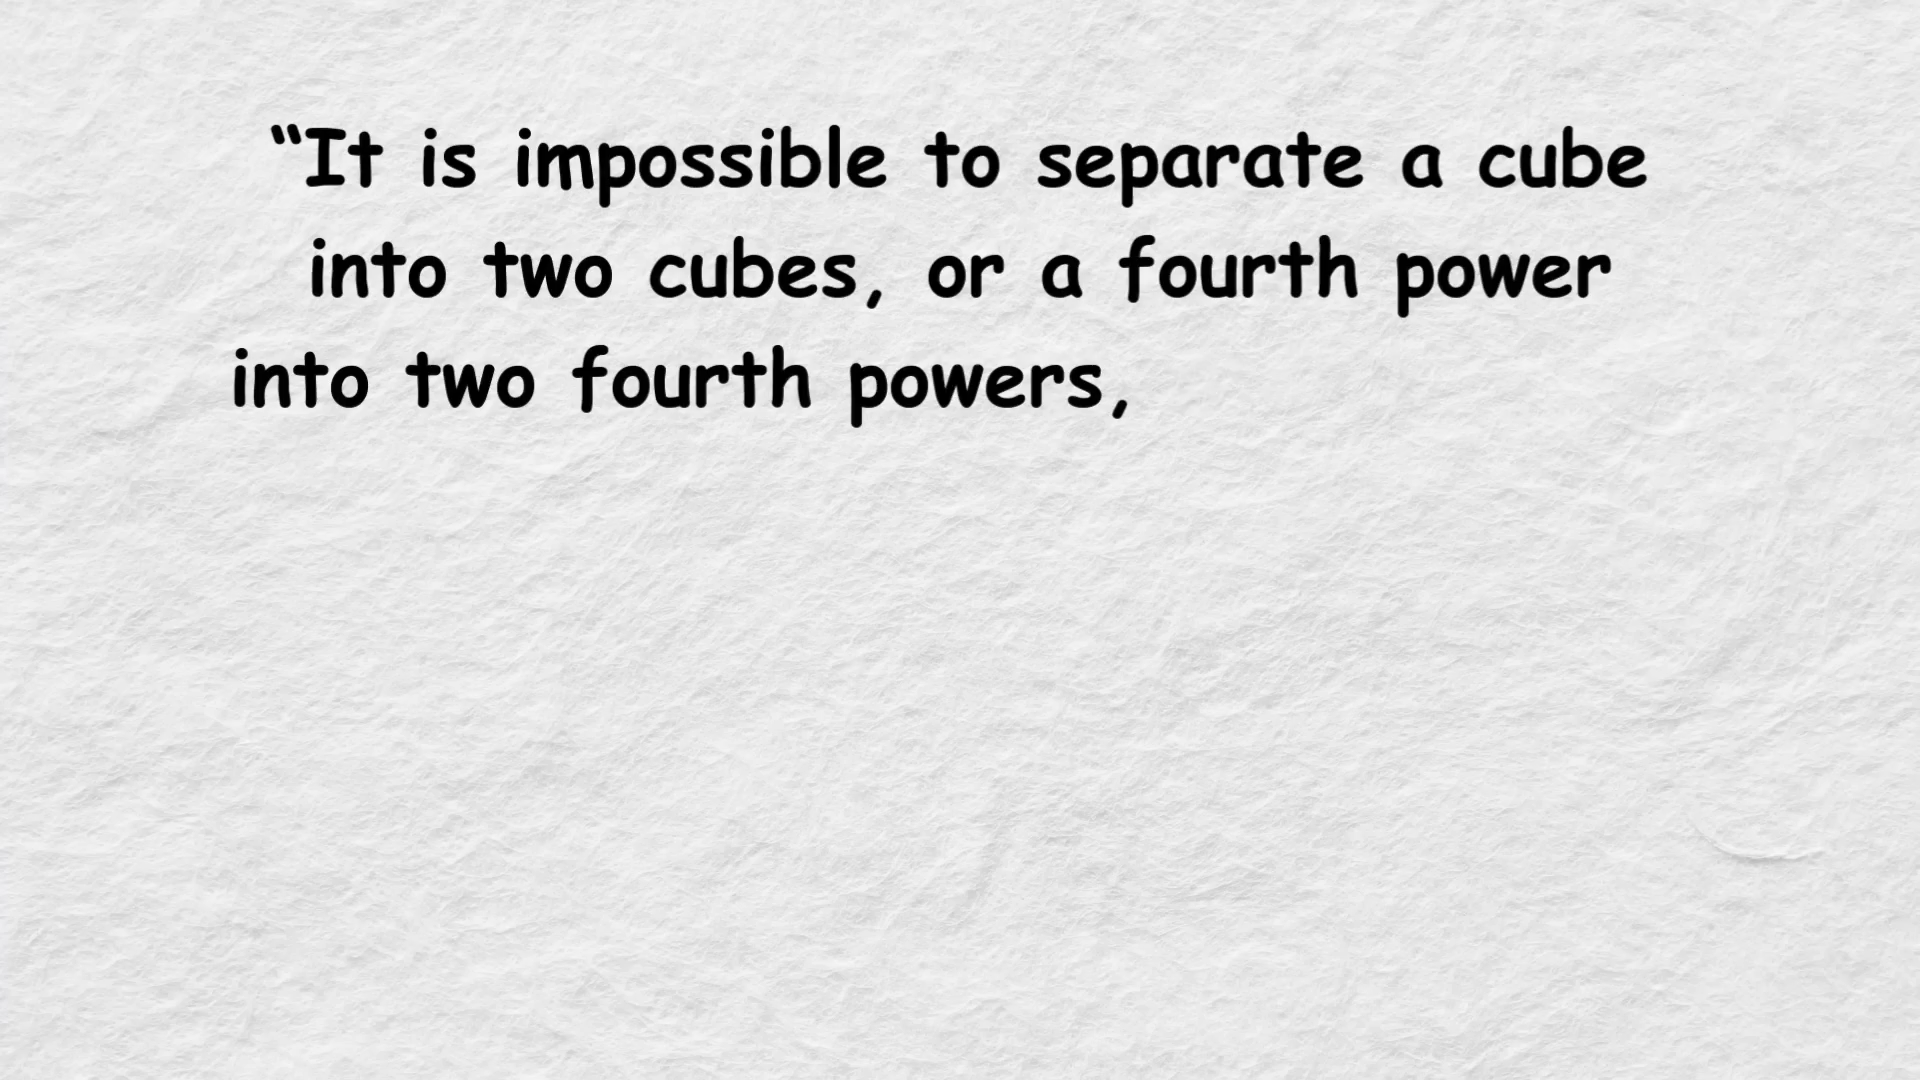 “It is impossible to separate a cube
into two cubes, or a fourth power
into two fourth powers,